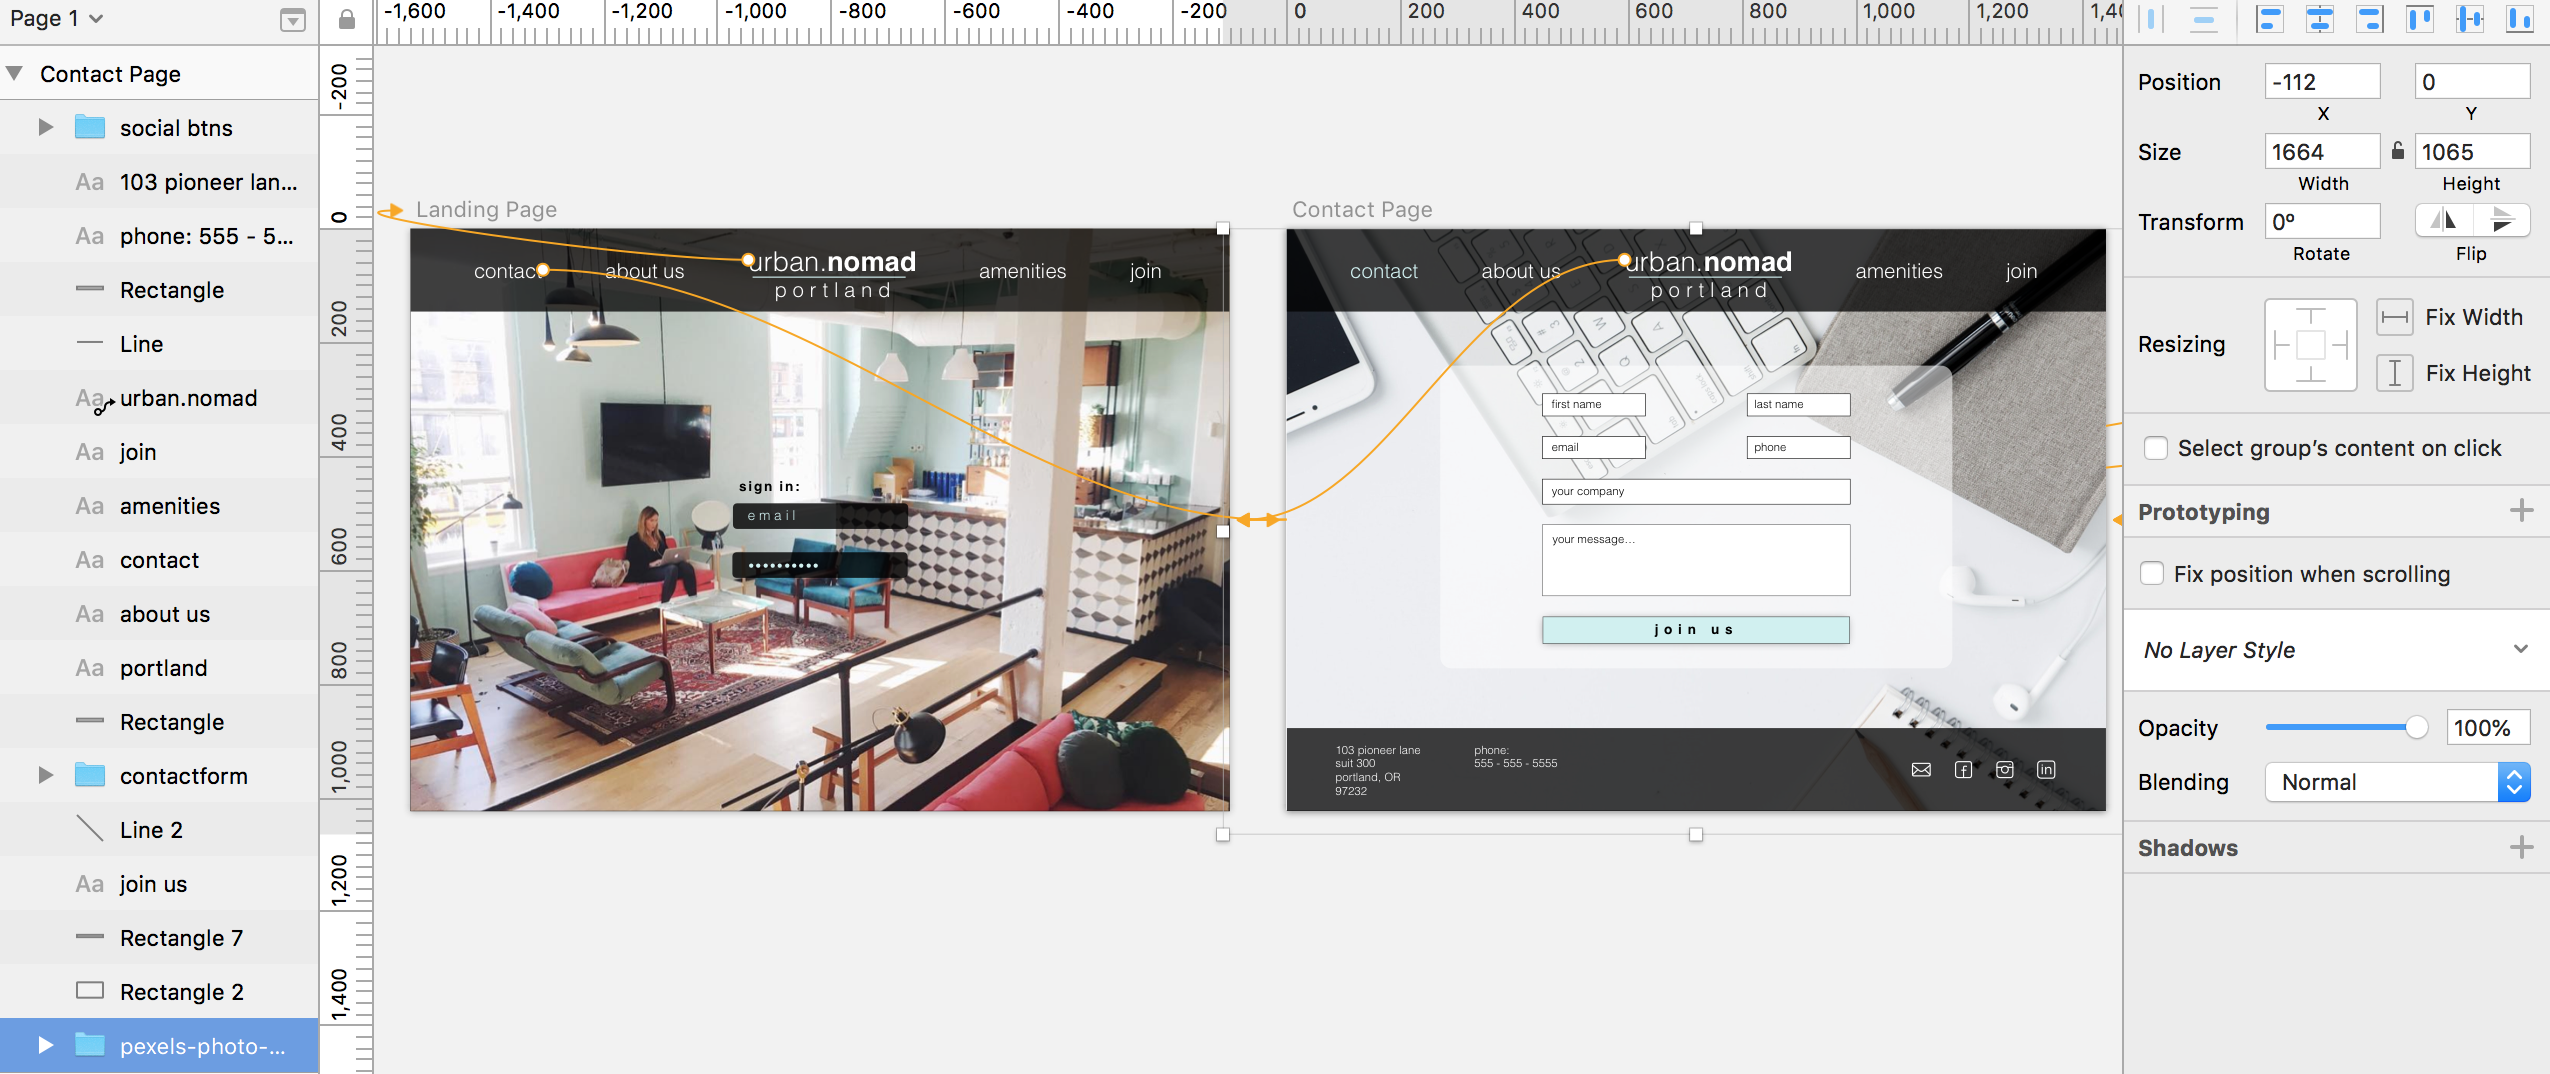 Page 1
-1,600 -1,400 -1,200 -1,000 -800 -600 -400 -200 0 200 400 600 800 1,000 1,200
-200
0
200
400
600
800
1,000
1,200
1,400
Contact Page
social btns
Aa 103 pioneer lan...
Aa phone: 555 - 5...
Rectangle
Line
Aa urban.nomad
Aa join
Aa amenities
Aa contact
Aa about us
Aa portland
Rectangle
contactform
Line 2
Aa join us
Rectangle 7
Rectangle 2
pexels-photo-...
Landing Page
contact about us urban.nomad amenities join
portland
sign in:
email
Contact Page
contact about us urban.nomad amenities join
portland
first name last name
email phone
your company
your message...
join us
103 pioneer lane
suit 300
portland, OR
97232
phone:
555 - 555 - 5555
Position -112 0
X Y
Size 1664 1065
Width Height
Transform 0º
Rotate Flip
Resizing
Fix Width
Fix Height
Select group's content on click
Prototyping
Fix position when scrolling
No Layer Style
Opacity 100%
Blending Normal
Shadows